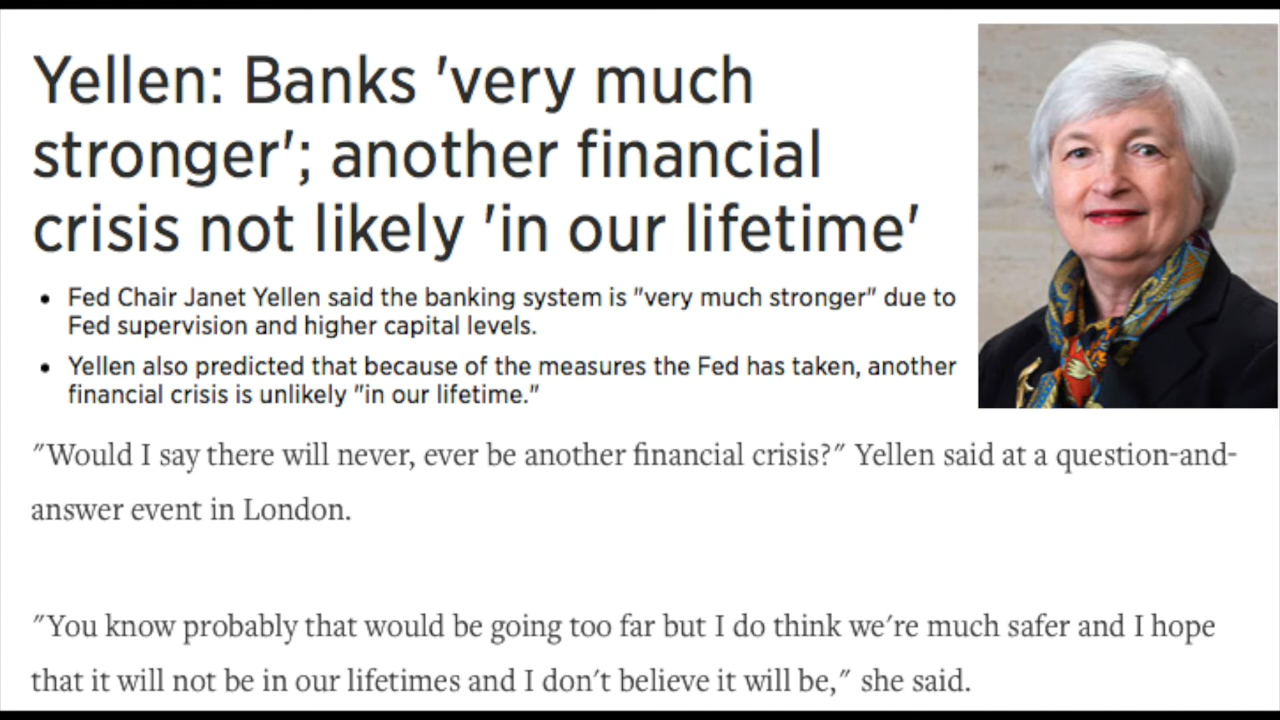 Yellen: Banks 'very much
stronger'; another financial
crisis not likely 'in our lifetime'
• Fed Chair Janet Yellen said the banking system is "very much stronger" due to
Fed supervision and higher capital levels.
• Yellen also predicted that because of the measures the Fed has taken, another
financial crisis is unlikely "in our lifetime."
"Would I say there will never, ever be another financial crisis?" Yellen said at a question-and-
answer event in London.
"You know probably that would be going too far but I do think we're much safer and I hope
that it will not be in our lifetimes and I don't believe it will be," she said.